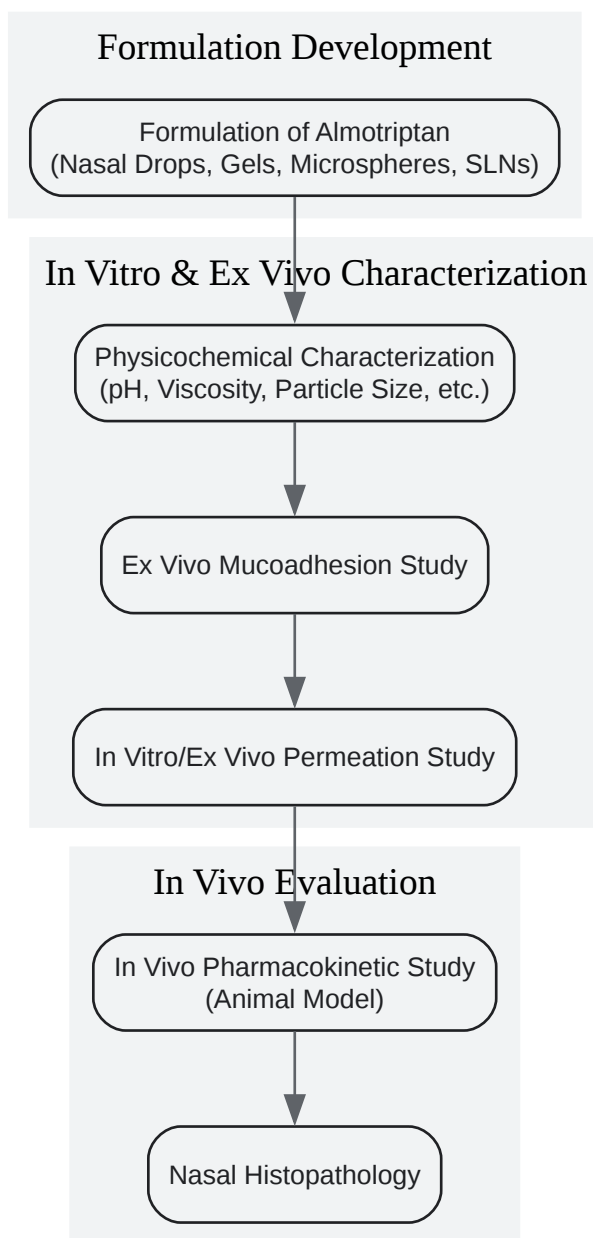 Formulation Development
Formulation of Almotriptan
(Nasal Drops, Gels, Microspheres, SLNs)
In Vitro & Ex Vivo Characterization
Physicochemical Characterization
(pH, Viscosity, Particle Size, etc.)
Ex Vivo Mucoadhesion Study
In Vitro/Ex Vivo Permeation Study
In Vivo Evaluation
In Vivo Pharmacokinetic Study
(Animal Model)
Nasal Histopathology